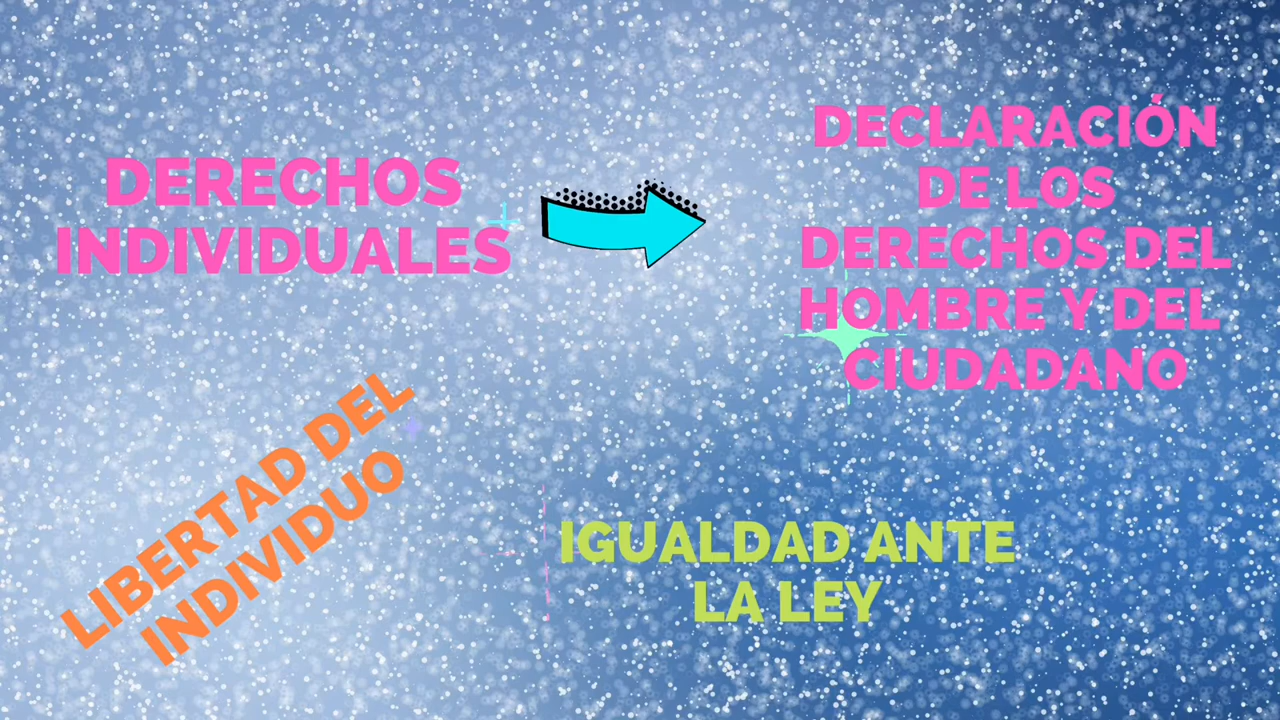 DERECHOS
INDIVIDUALES
DECLARACIÓN
DE LOS
DERECHOS DEL
HOMBRE Y DEL
CIUDADANO
LIBERTAD DEL
INDIVIDUO
IGUALDAD ANTE
LA LEY